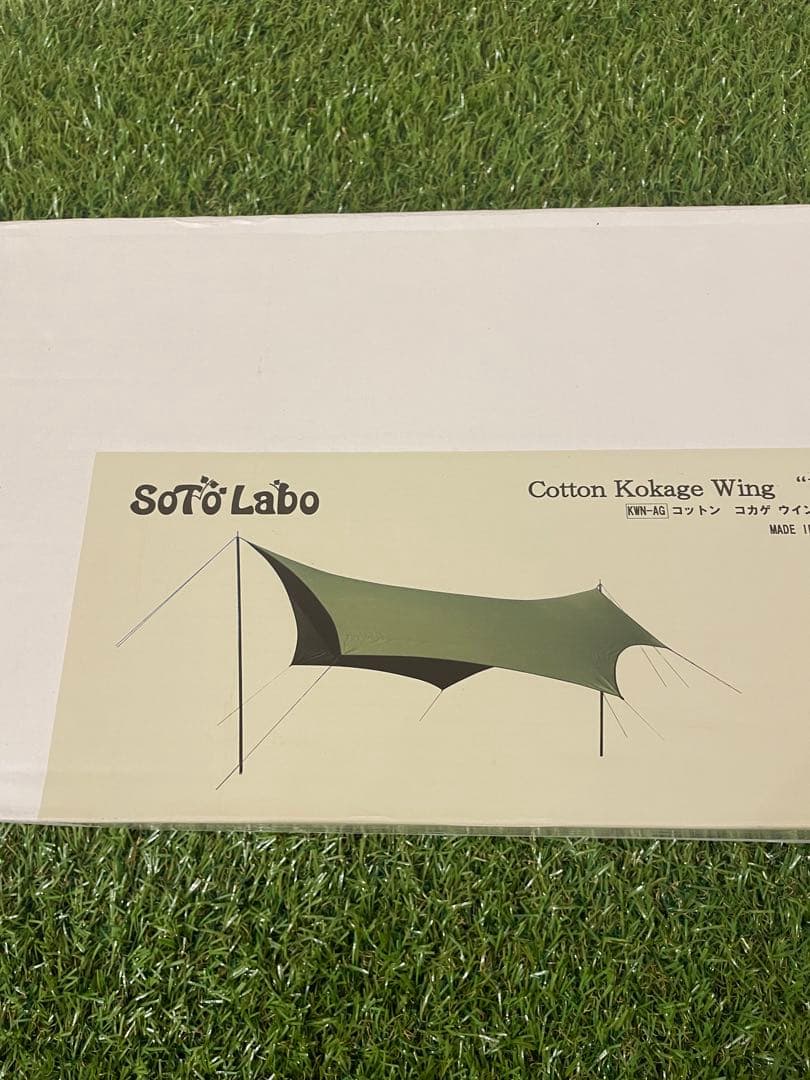 SoTo Labo
Cotton Kokage Wing "
KWN-AG コットン コカゲ ウイン
MADE I